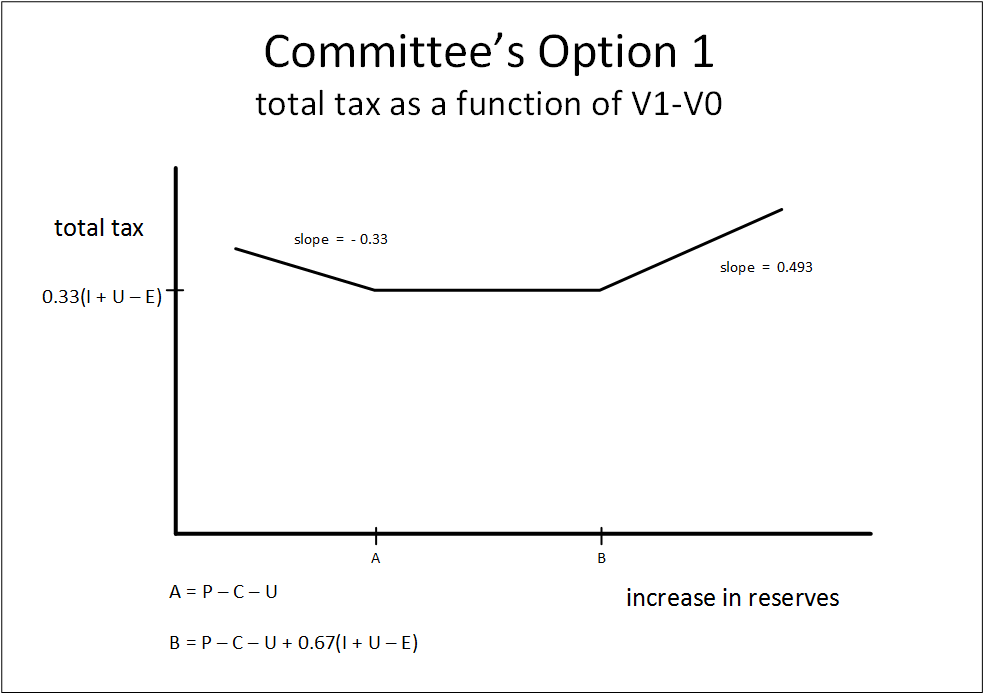 Committee’s Option 1
total tax as a function of V1-V0
total tax
slope = - 0.33
slope = 0.493
0.33(I + U – E)
A
B
A = P – C – U
increase in reserves
B = P – C – U + 0.67(I + U – E)